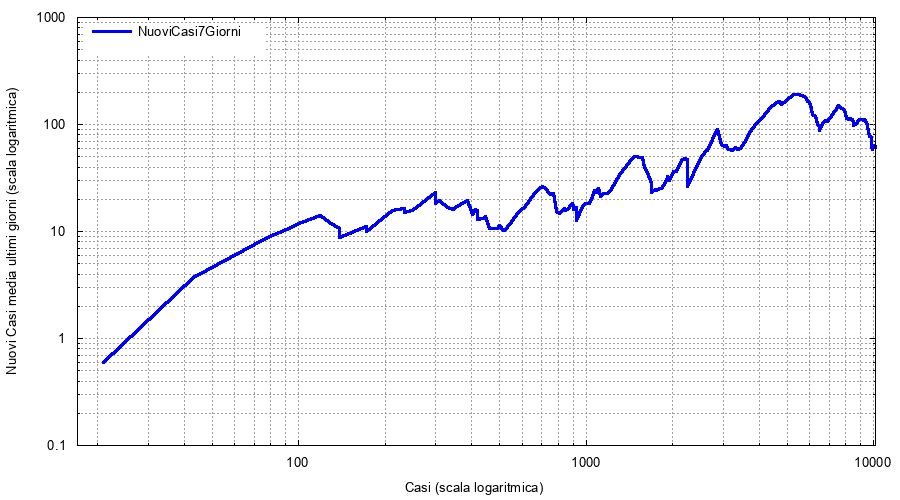 1000
NuoviCasi7Giorni
100
10
1
0.1
Nuovi Casi media ultimi giorni (scala logaritmica)
100 1000 10000
Casi (scala logaritmica)